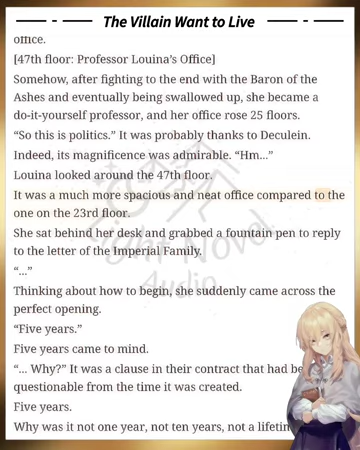 The Villain Want to Live
office.
[47th floor: Professor Louina’s Office]
Somehow, after fighting to the end with the Baron of the
Ashes and eventually being swallowed up, she became a
do-it-yourself professor, and her office rose 25 floors.
“So this is politics.” It was probably thanks to Deculein.
Indeed, its magnificence was admirable. “Hm...”
Louina looked around the 47th floor.
It was a much more spacious and neat office compared to the
one on the 23rd floor.
She sat behind her desk and grabbed a fountain pen to reply
to the letter of the Imperial Family.
“...”
Thinking about how to begin, she suddenly came across the
perfect opening.
“Five years.”
Five years came to mind.
“... Why?” It was a clause in their contract that had be
questionable from the time it was created.
Five years.
Why was it not one year, not ten years, not a lifetin
Light Novel
Audio